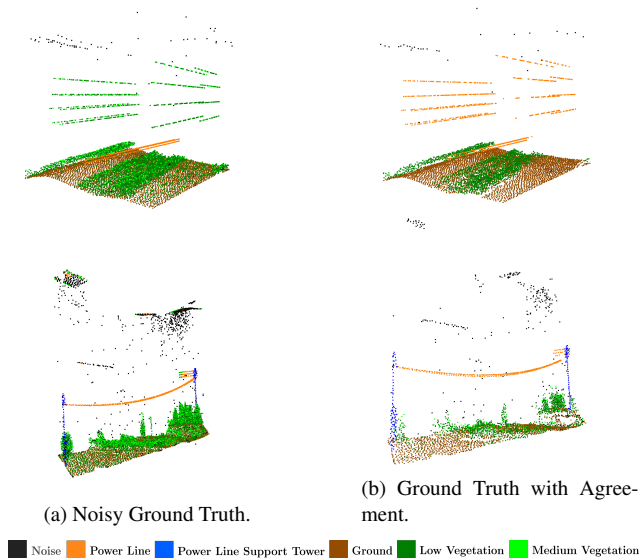 (a) Noisy Ground Truth.
(b) Ground Truth with Agree-
ment.
Noise Power Line Power Line Support Tower Ground Low Vegetation Medium Vegetation